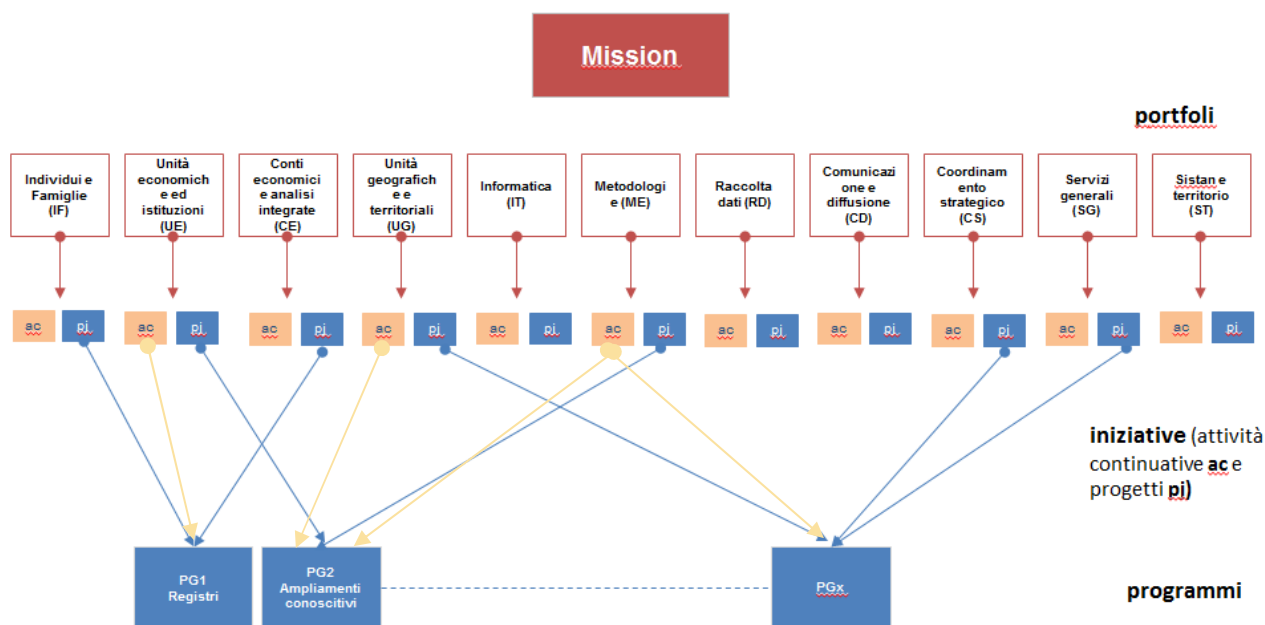 Mission
portfoli
Individui e
Famiglie
(IF)
Unità
economich
e ed
istituzioni
(UE)
Conti
economici
e analisi
integrate
(CE)
Unità
geografich
e e
territoriali
(UG)
Informatica
(IT)
Metodologi
e (ME)
Raccolta
dati (RD)
Comunicazi
one e
diffusione
(CD)
Coordinam
ento
strategico
(CS)
Servizi
generali
(SG)
Sistan e
territorio
(ST)
ac pj
ac pj
ac pj
ac pj
ac pj
ac pj
ac pj
ac pj
ac pj
ac pj
ac pj
iniziative (attività
continuative ac e
progetti pj)
PG1
Registri
PG2
Ampliamenti
conoscitivi
PGx
programmi